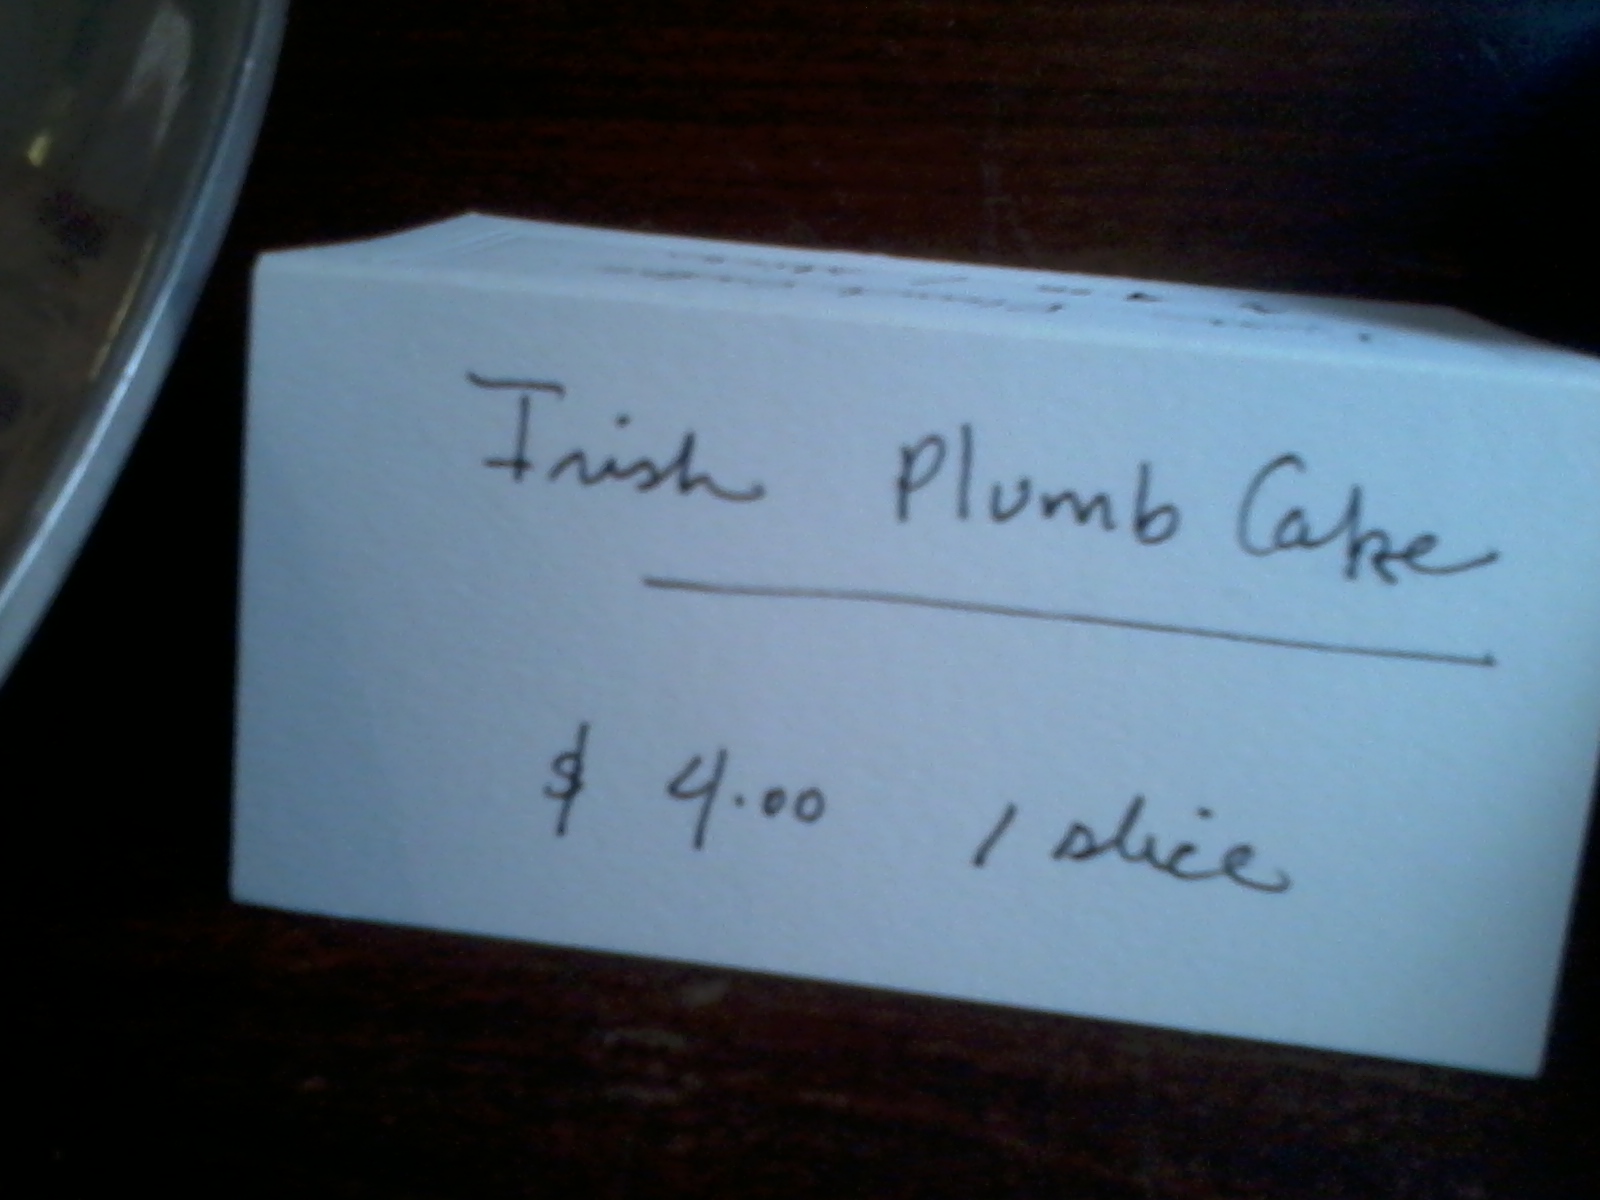 Irish Plumb Cake
$ 4.00 1 slice